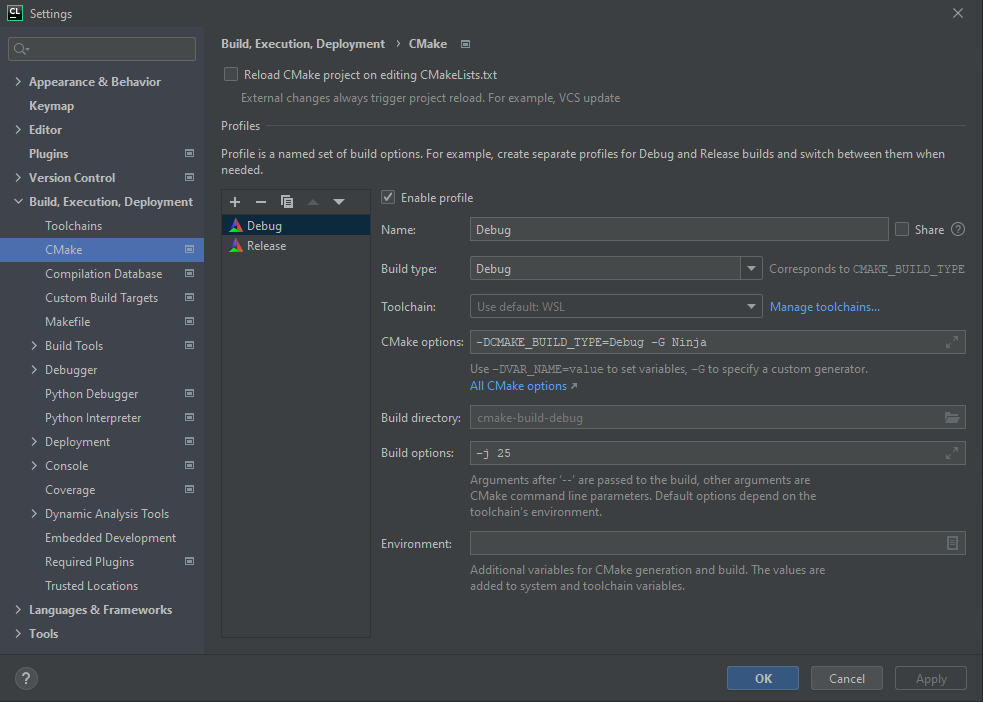 CL
Settings
Appearance & Behavior
Keymap
Editor
Plugins
Version Control
Build, Execution, Deployment
Toolchains
CMake
Compilation Database
Custom Build Targets
Makefile
Build Tools
Debugger
Python Debugger
Python Interpreter
Deployment
Console
Coverage
Dynamic Analysis Tools
Embedded Development
Required Plugins
Trusted Locations
Languages & Frameworks
Tools
Build, Execution, Deployment › CMake
Reload CMake project on editing CMakeLists.txt
External changes always trigger project reload. For example, VCS update
Profiles
Profile is a named set of build options. For example, create separate profiles for Debug and Release builds and switch between them when
needed.
Debug
Release
Enable profile
Name: Debug Share ?
Build type: Debug Corresponds to CMAKE_BUILD_TYPE
Toolchain: Use default: WSL Manage toolchains...
CMake options: -DCMAKE_BUILD_TYPE=Debug -G Ninja
Use -DVAR_NAME=value to set variables, -G to specify a custom generator.
All CMake options ↗
Build directory: cmake-build-debug
Build options: -j 25
Arguments after '--' are passed to the build, other arguments are
CMake command line parameters. Default options depend on the
toolchain's environment.
Environment:
Additional variables for CMake generation and build. The values are
added to system and toolchain variables.
?
OK Cancel Apply